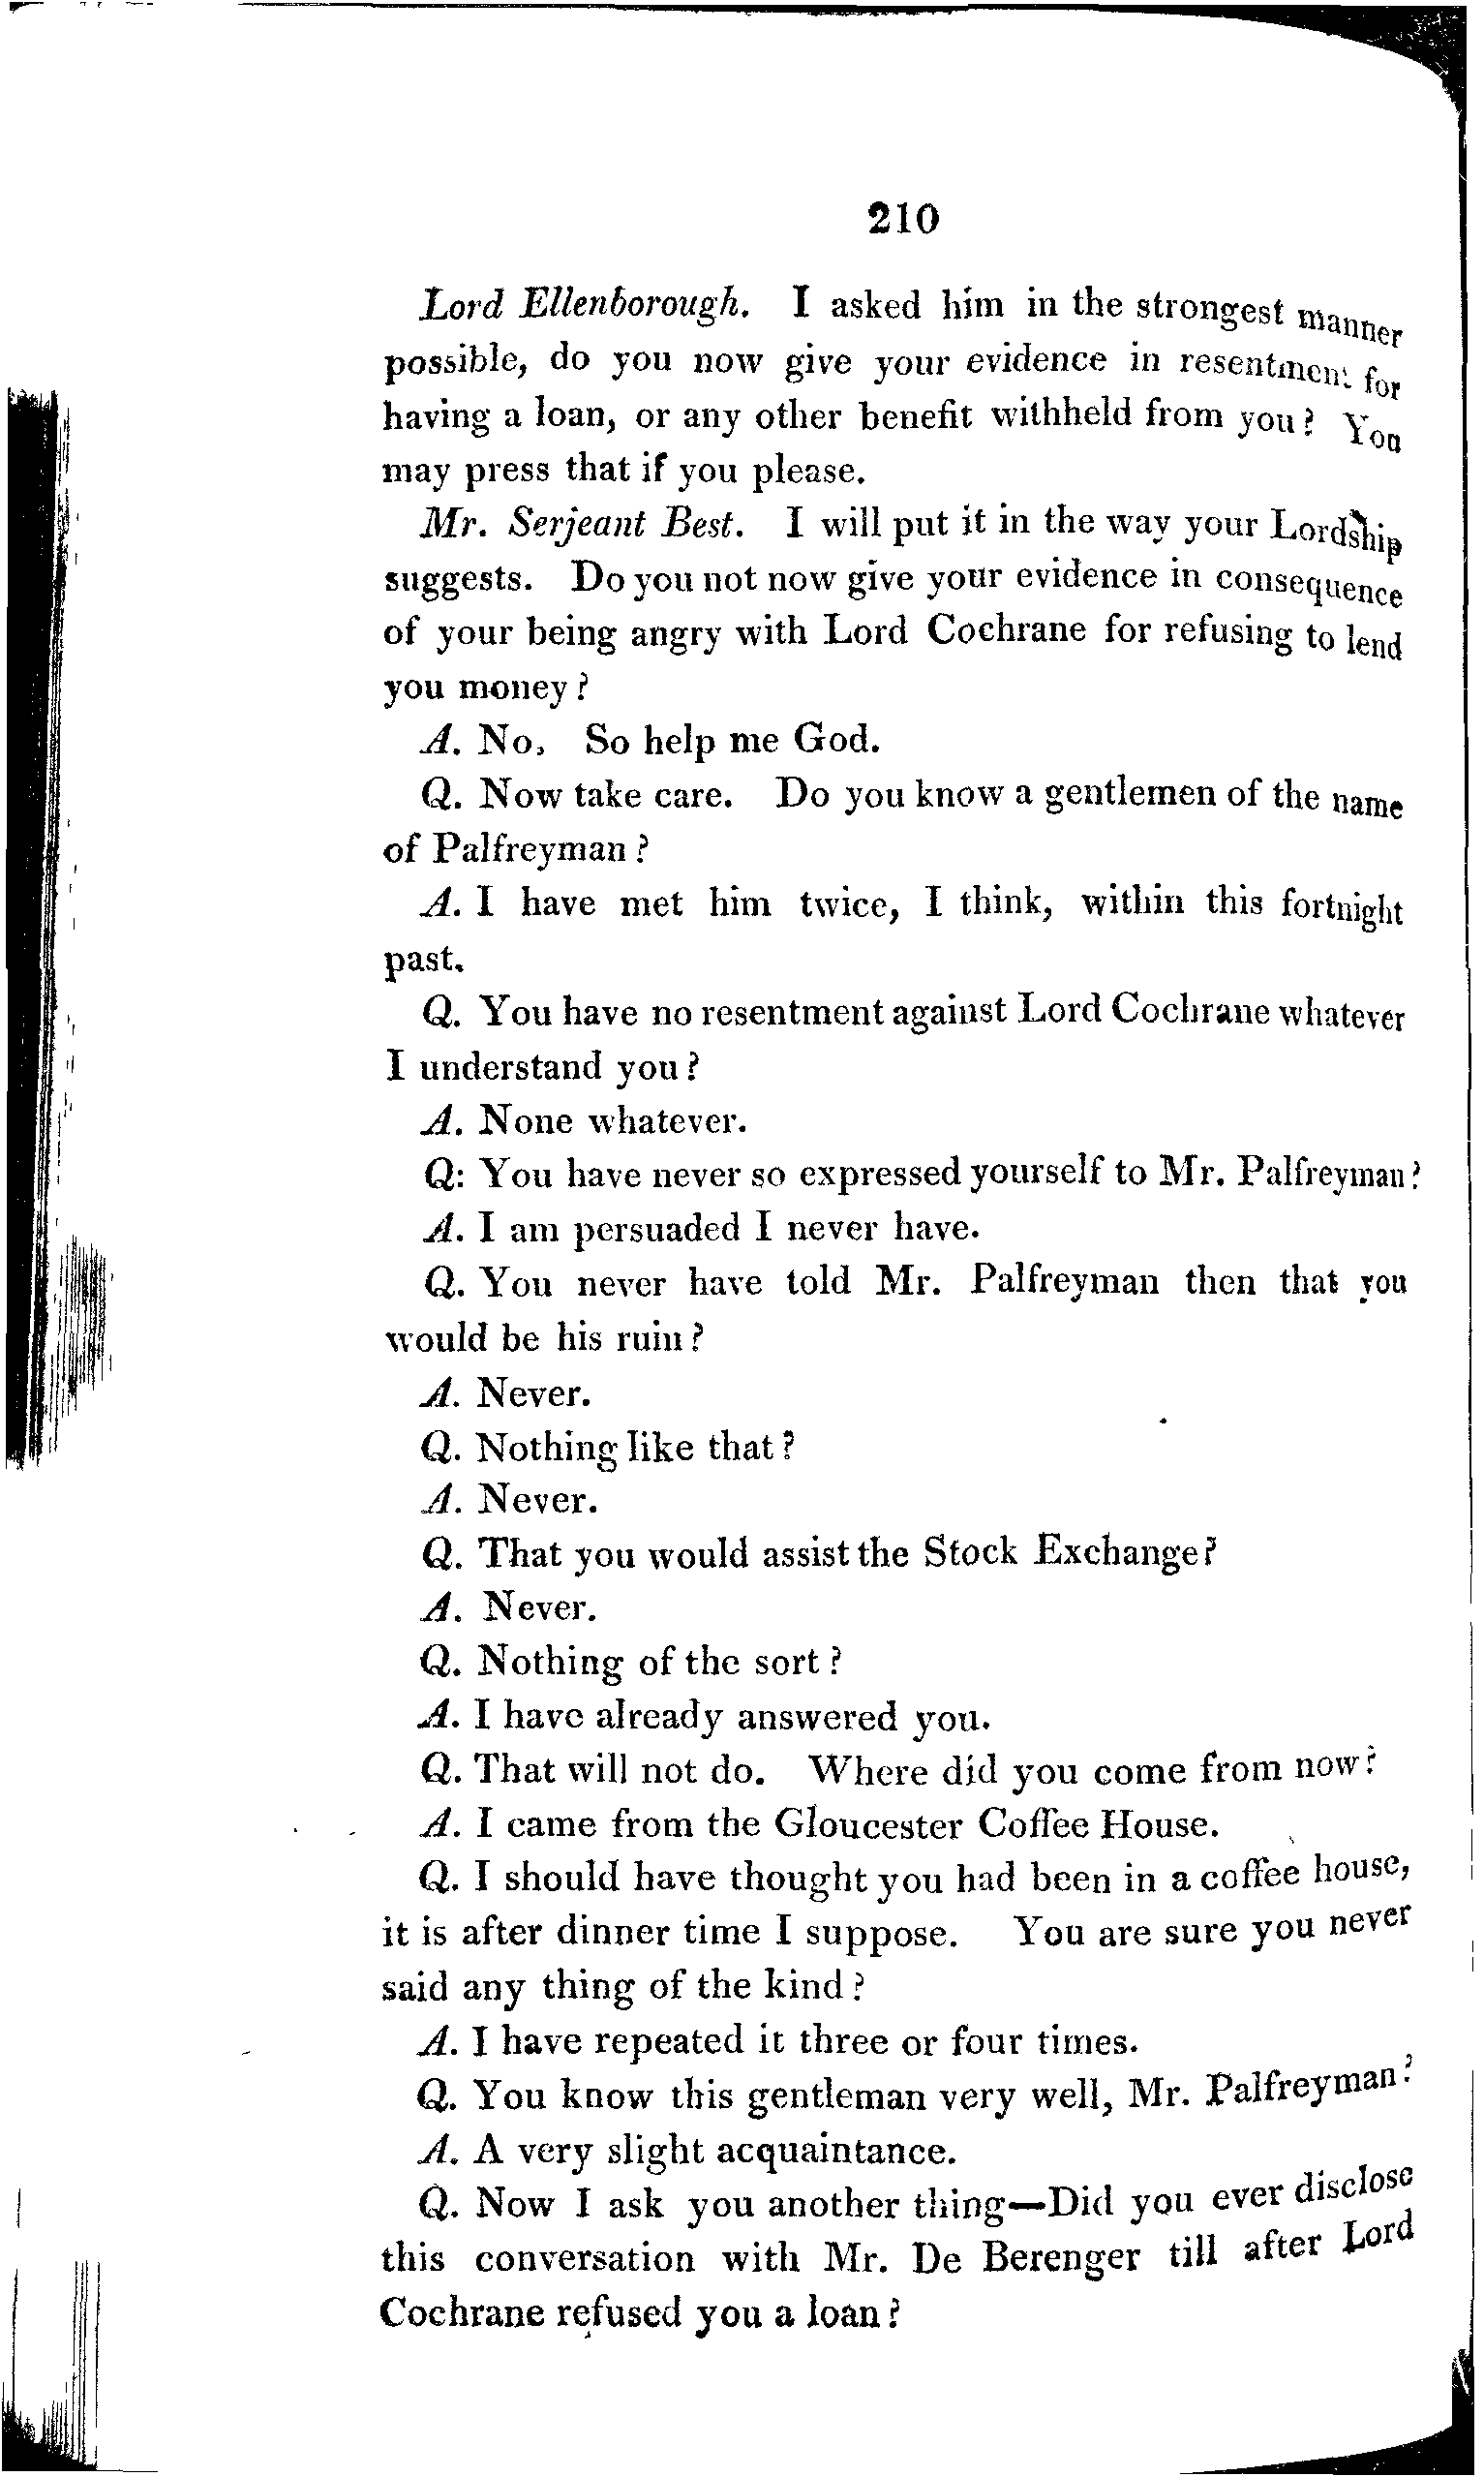 210
Lord Ellenborough. I asked him in the strongest manner
possible, do you now give your evidence in resentment for
having a loan, or any other benefit withheld from you? You
may press that if you please.
Mr. Serjeant Best. I will put it in the way your Lordship
suggests. Do you not now give your evidence in consequence
of your being angry with Lord Cochrane for refusing to lend
you money?
A. No, So help me God.
Q. Now take care. Do you know a gentlemen of the name
of Palfreyman?
A. I have met him twice, I think, within this fortnight
past.
Q. You have no resentment against Lord Cochrane whatever
I understand you?
A. None whatever.
Q: You have never so expressed yourself to Mr. Palfreyman?
A. I am persuaded I never have.
Q. You never have told Mr. Palfreyman then that you
would be his ruin?
A. Never.
Q. Nothing like that?
A. Never.
Q. That you would assist the Stock Exchange?
A. Never.
Q. Nothing of the sort?
A. I have already answered you.
Q. That will not do. Where did you come from now?
A. I came from the Gloucester Coffee House.
Q. I should have thought you had been in a coffee house,
it is after dinner time I suppose. You are sure you never
said any thing of the kind?
A. I have repeated it three or four times.
Q. You know this gentleman very well, Mr. Palfreyman?
A. A very slight acquaintance.
Q. Now I ask you another thing—Did you ever disclose
this conversation with Mr. De Berenger till after Lord
Cochrane refused you a loan?